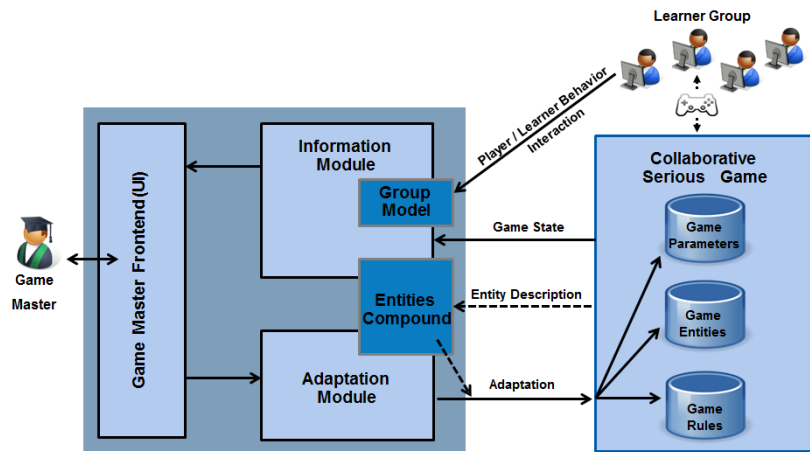 Learner Group
Player / Learner Behavior
Interaction
Information
Module
Group
Model
Collaborative
Serious Game
Game
Parameters
Game
Entities
Game
Rules
Game State
Entity Description
Adaptation
Entities
Compound
Adaptation
Module
Game Master Frontend(UI)
Game
Master